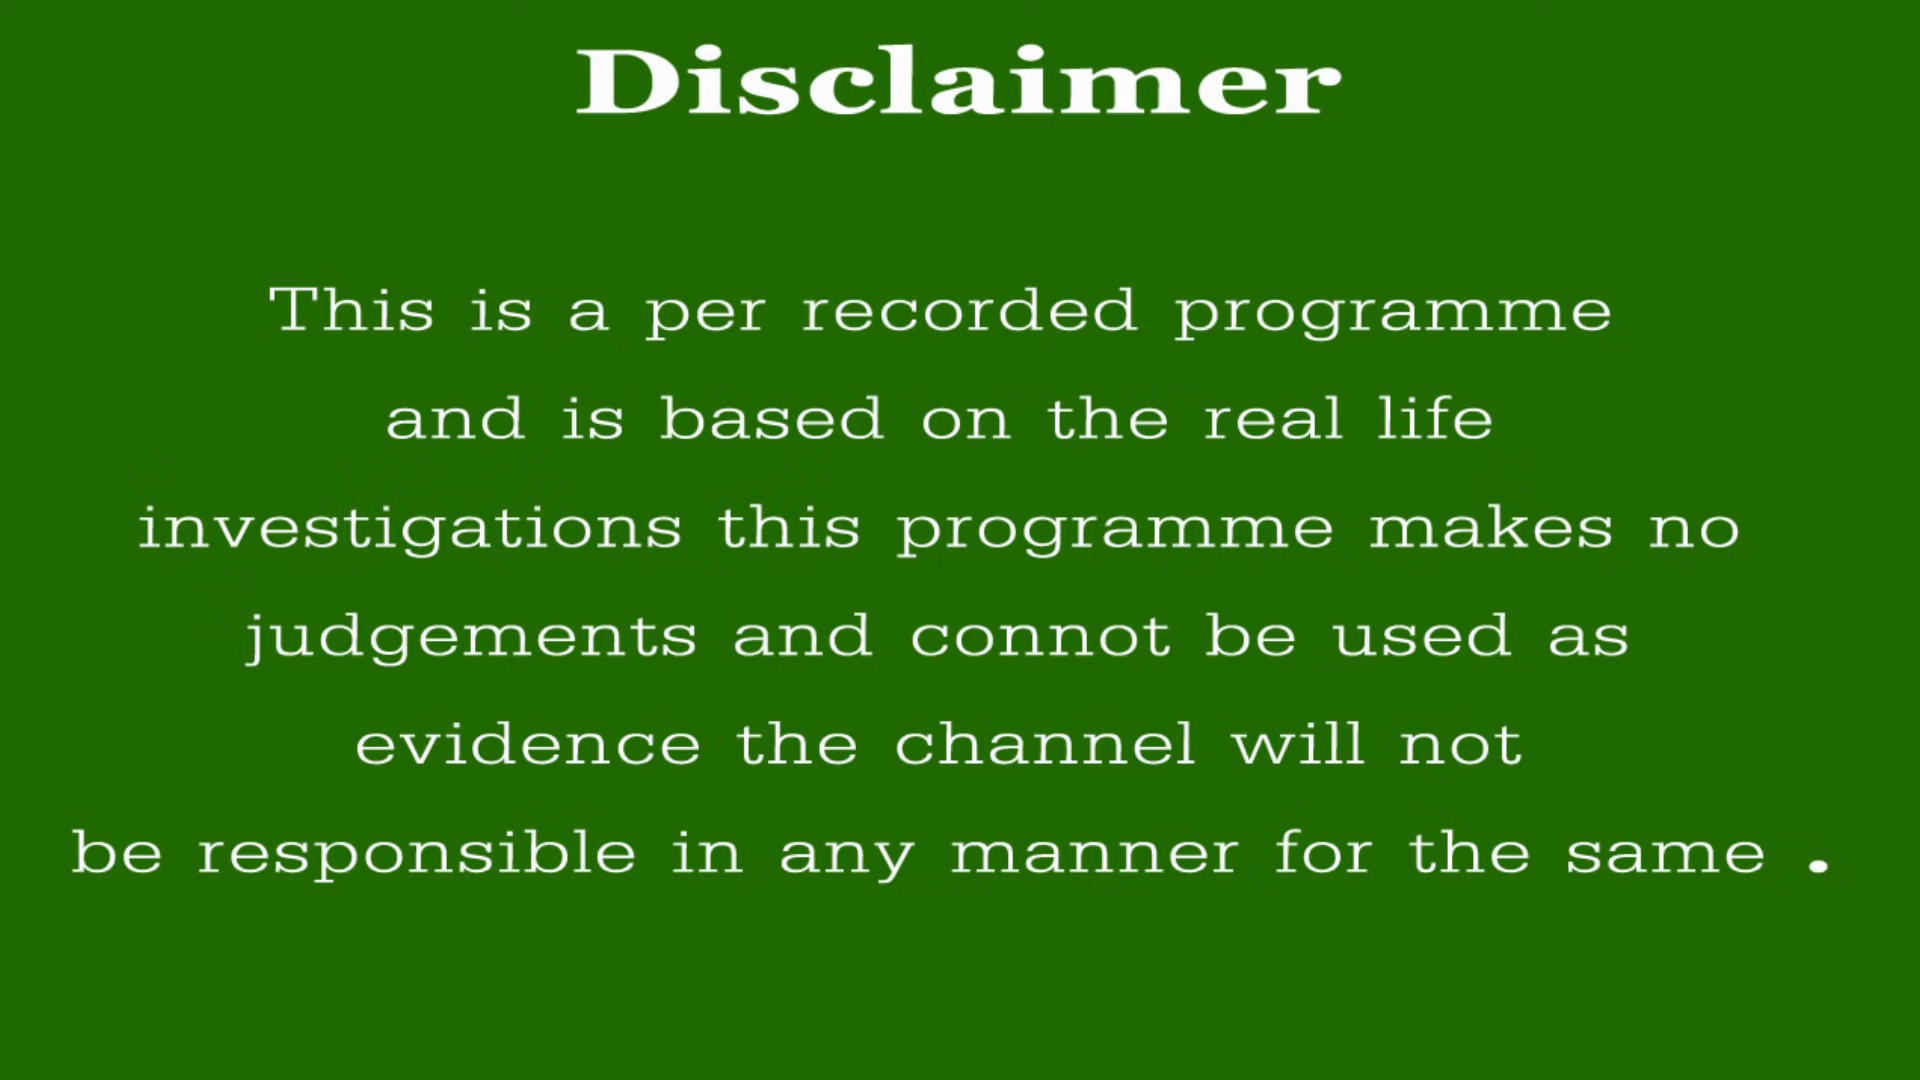 Disclaimer
This is a per recorded programme
and is based on the real life
investigations this programme makes no
judgements and connot be used as
evidence the channel will not
be responsible in any manner for the same .